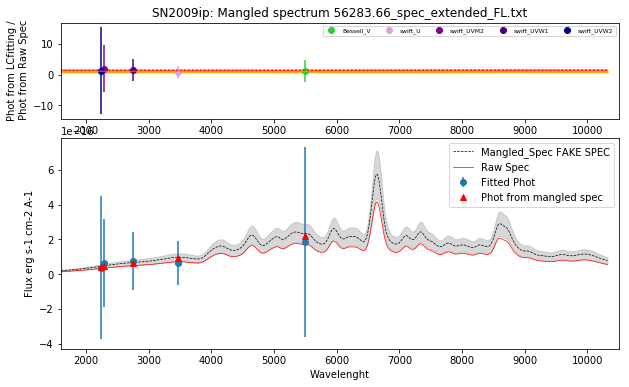 SN2009ip: Mangled spectrum 56283.66_spec_extended_FL.txt
Phot from LCfitting /
Phot from Raw Spec
10
0
−10
Bessell_V swift_U swift_UVM2 swift_UVW1 swift_UVW2
2000 3000 4000 5000 6000 7000 8000 9000 10000
1e−16
Flux erg s-1 cm-2 A-1
6
4
2
0
−2
−4
Mangled_Spec FAKE SPEC
Raw Spec
Fitted Phot
Phot from mangled spec
2000 3000 4000 5000 6000 7000 8000 9000 10000
Wavelenght